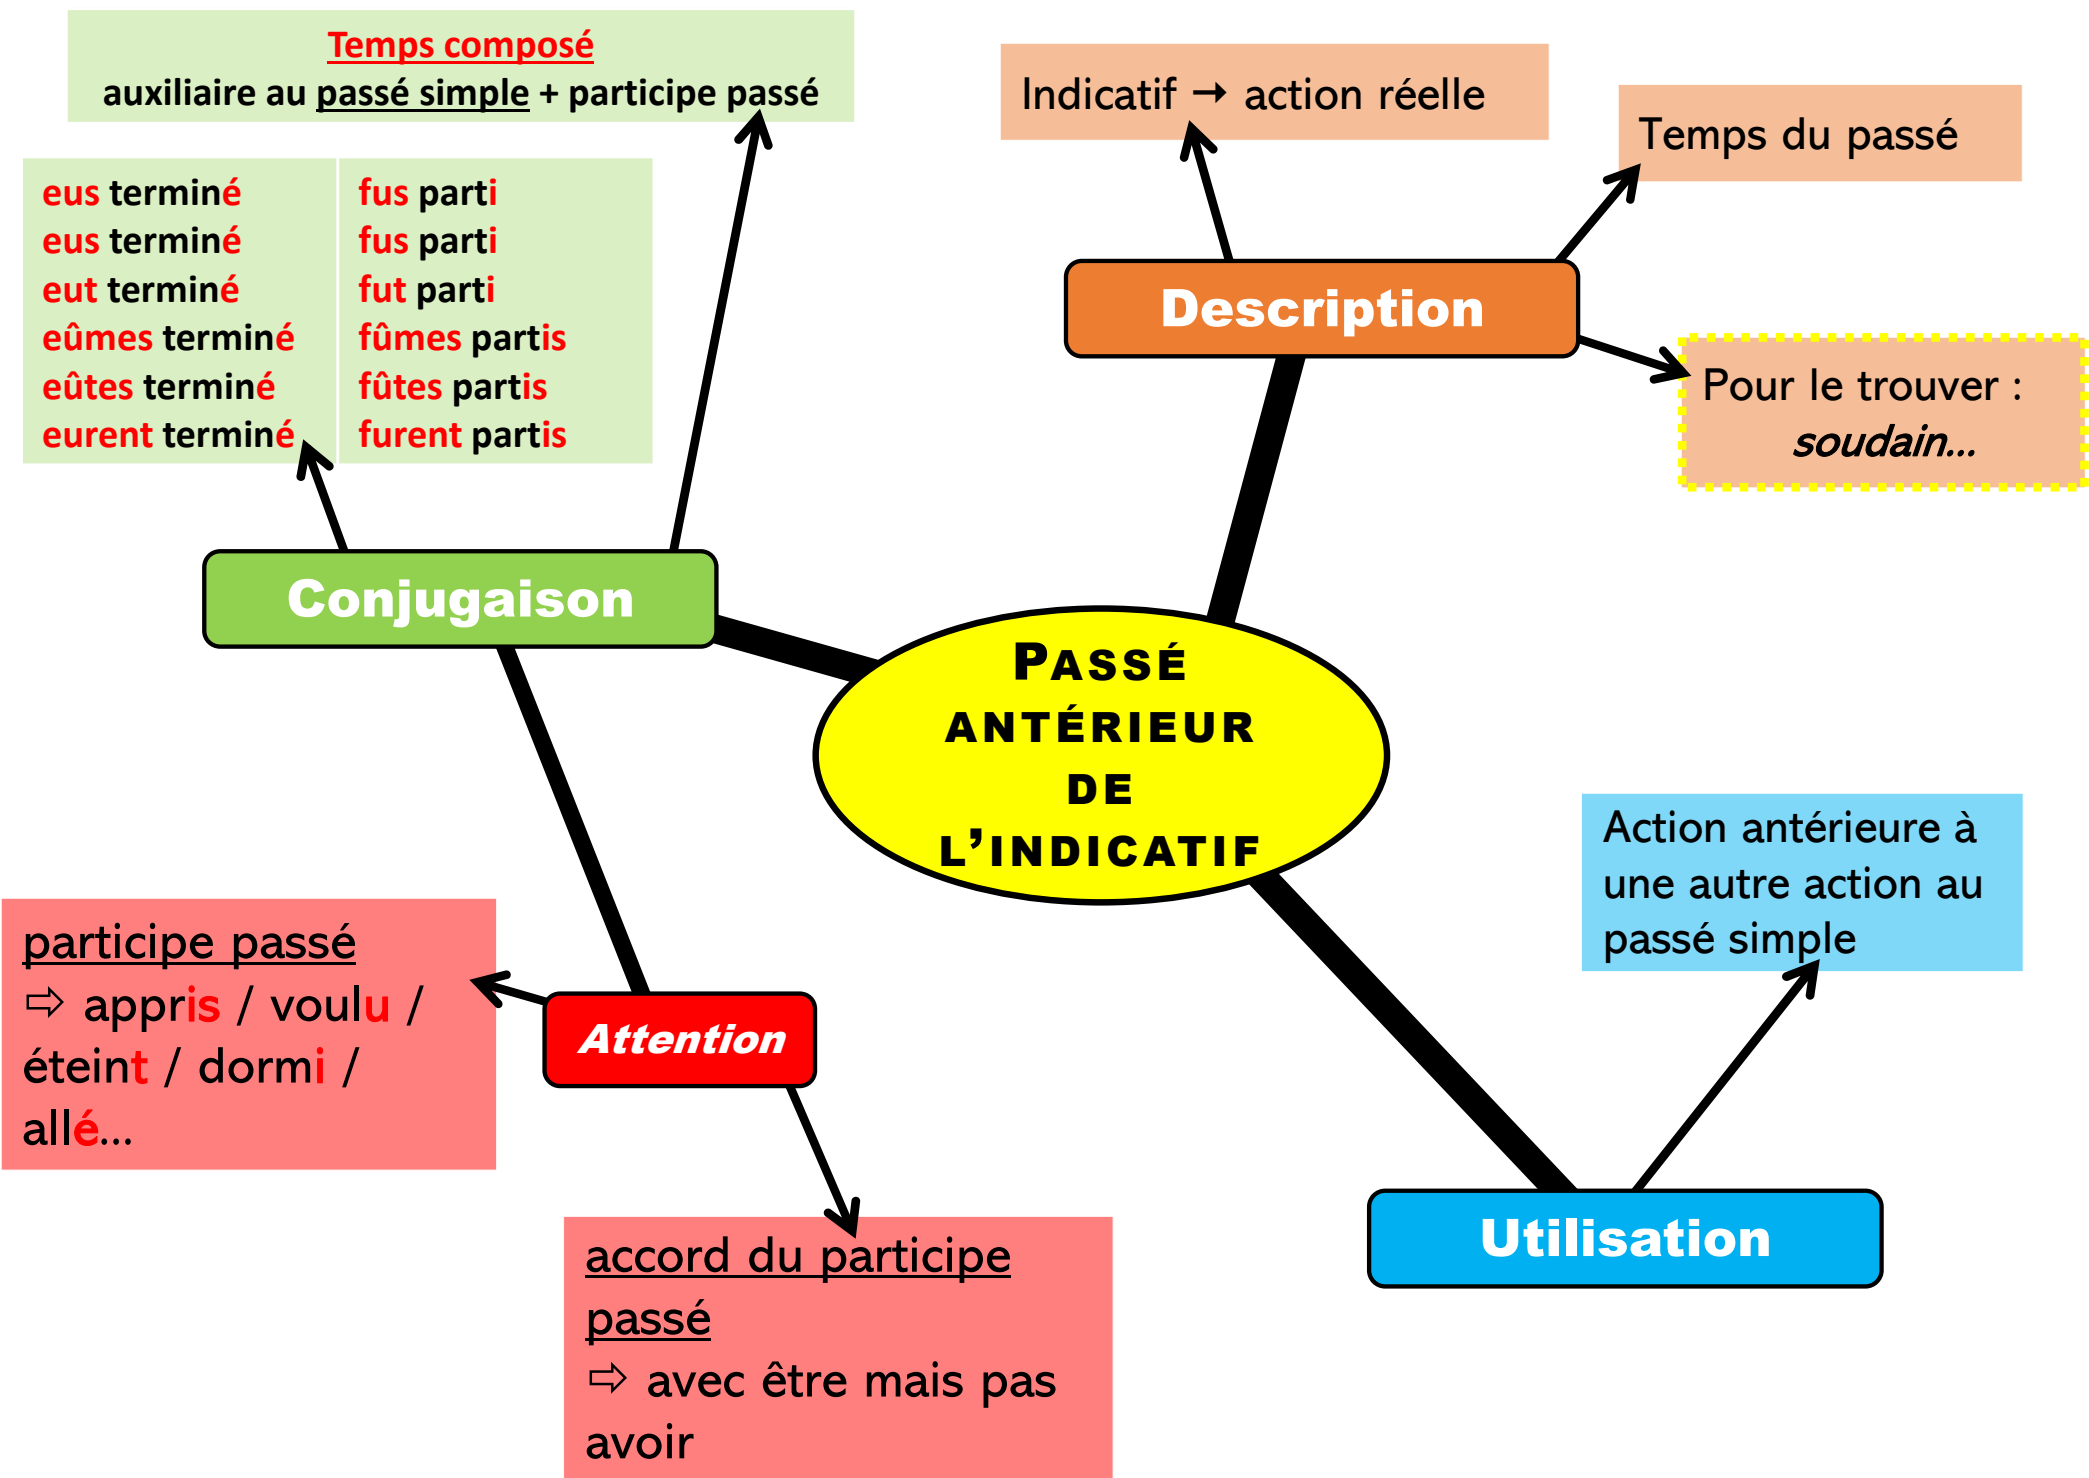 Temps composé
auxiliaire au passé simple + participe passé
eus terminé
eus terminé
eut terminé
eûmes terminé
eûtes terminé
eurent terminé
fus parti
fus parti
fut parti
fûmes partis
fûtes partis
furent partis
Indicatif → action réelle
Temps du passé
Description
Pour le trouver :
soudain...
Conjugaison
PASSÉ
ANTÉRIEUR
DE
L’INDICATIF
Action antérieure à
une autre action au
passé simple
participe passé
⇨ appris / voulu /
éteint / dormi /
allé...
Attention
Utilisation
accord du participe
passé
⇨ avec être mais pas
avoir